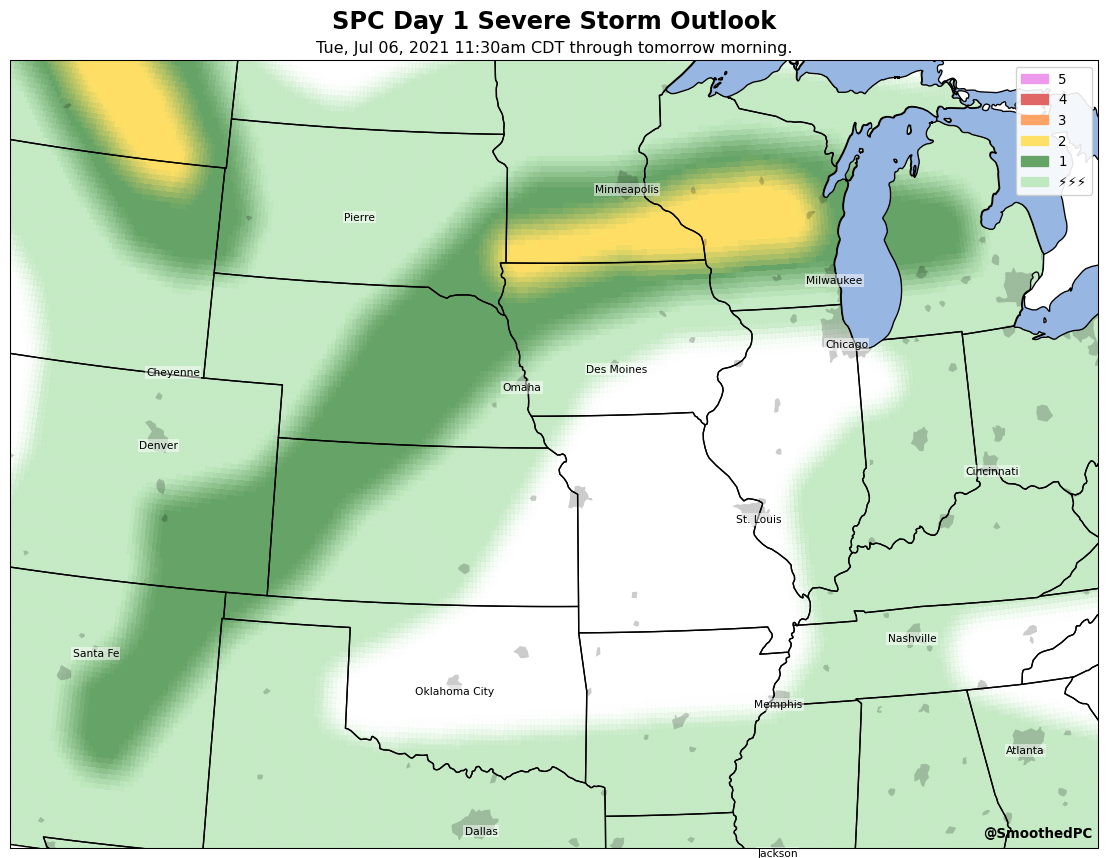 SPC Day 1 Severe Storm Outlook
Tue, Jul 06, 2021 11:30am CDT through tomorrow morning.
5
4
3
2
1
⚡⚡⚡
Minneapolis
Pierre
Milwaukee
Chicago
Cheyenne
Des Moines
Omaha
Denver
Cincinnati
St. Louis
Nashville
Santa Fe
Oklahoma City
Memphis
Atlanta
Dallas
@SmoothedPC
Jackson